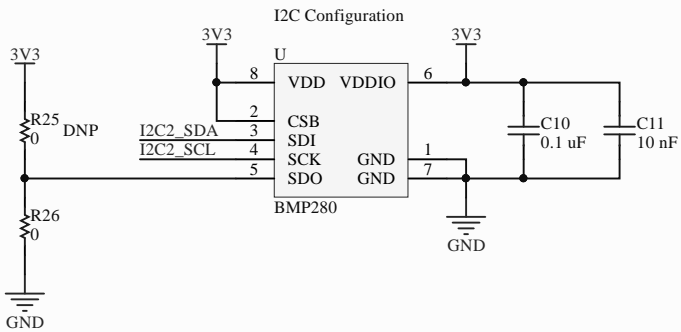 I2C Configuration
3V3
3V3
3V3
U
8 VDD VDDIO 6
2 CSB
R25
0
DNP
I2C2_SDA 3 SDI
I2C2_SCL 4 SCK GND 1
5 SDO GND 7
C10
0.1 uF
C11
10 nF
BMP280
R26
0
GND
GND